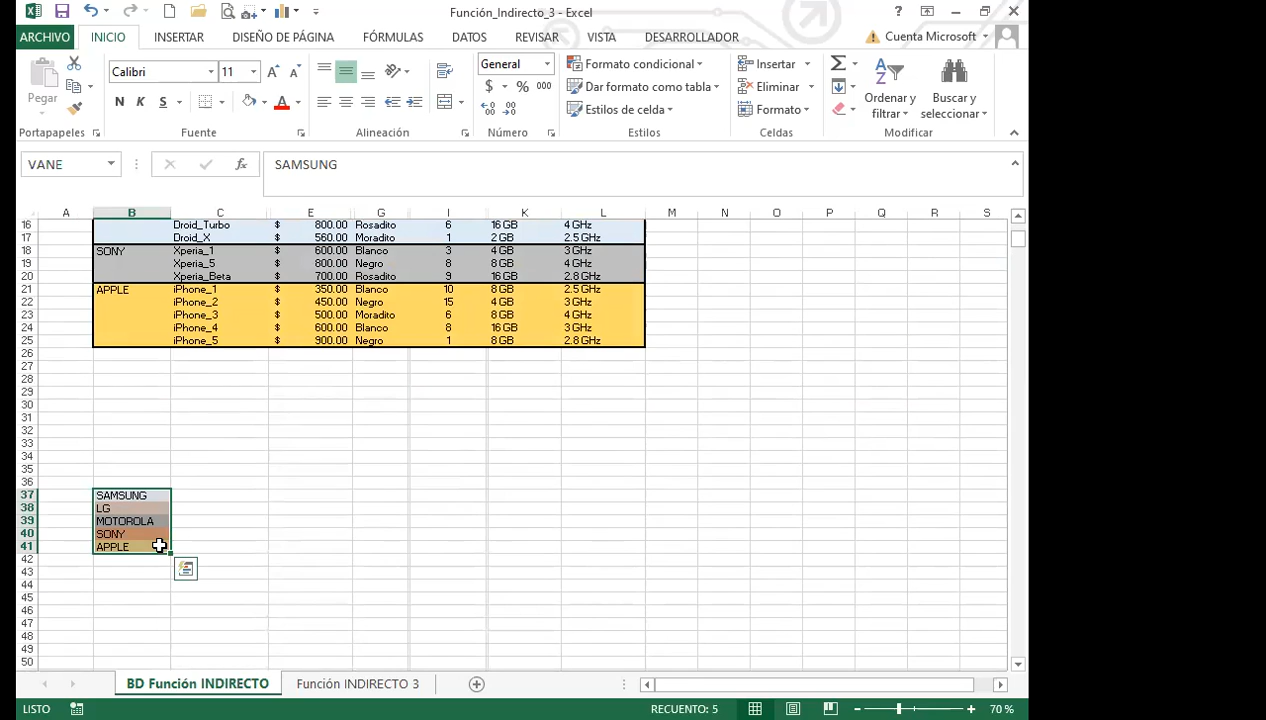 Función_Indirecto_3 - Excel
ARCHIVO INICIO INSERTAR DISEÑO DE PÁGINA FÓRMULAS DATOS REVISAR VISTA DESARROLLADOR Cuenta Microsoft
Pegar
Calibri 11
N K S
General
$ % 000
Formato condicional
Dar formato como tabla
Estilos de celda
Insertar
Eliminar
Formato
Ordenar y filtrar
Buscar y seleccionar
Portapapeles Fuente Alineación Número Estilos Celdas Modificar
VANE fx SAMSUNG
A B C E G I K L M N O P Q R S
16 Droid_Turbo $ 800.00 Rosadito 6 16 GB 4 GHz
17 Droid_X $ 560.00 Moradito 1 2 GB 2.5 GHz
18 SONY Xperia_1 $ 600.00 Blanco 3 4 GB 3 GHz
19 Xperia_5 $ 800.00 Negro 8 8 GB 4 GHz
20 Xperia_Beta $ 700.00 Rosadito 9 16 GB 2.8 GHz
21 APPLE iPhone_1 $ 350.00 Blanco 10 8 GB 2.5 GHz
22 iPhone_2 $ 450.00 Negro 15 4 GB 3 GHz
23 iPhone_3 $ 500.00 Moradito 6 8 GB 4 GHz
24 iPhone_4 $ 600.00 Blanco 8 16 GB 3 GHz
25 iPhone_5 $ 900.00 Negro 1 8 GB 2.8 GHz
26
27
28
29
30
31
32
33
34
35
36
37 SAMSUNG
38 LG
39 MOTOROLA
40 SONY
41 APPLE
42
43
44
45
46
47
48
49
50
BD Función INDIRECTO Función INDIRECTO 3
LISTO RECUENTO: 5 70 %